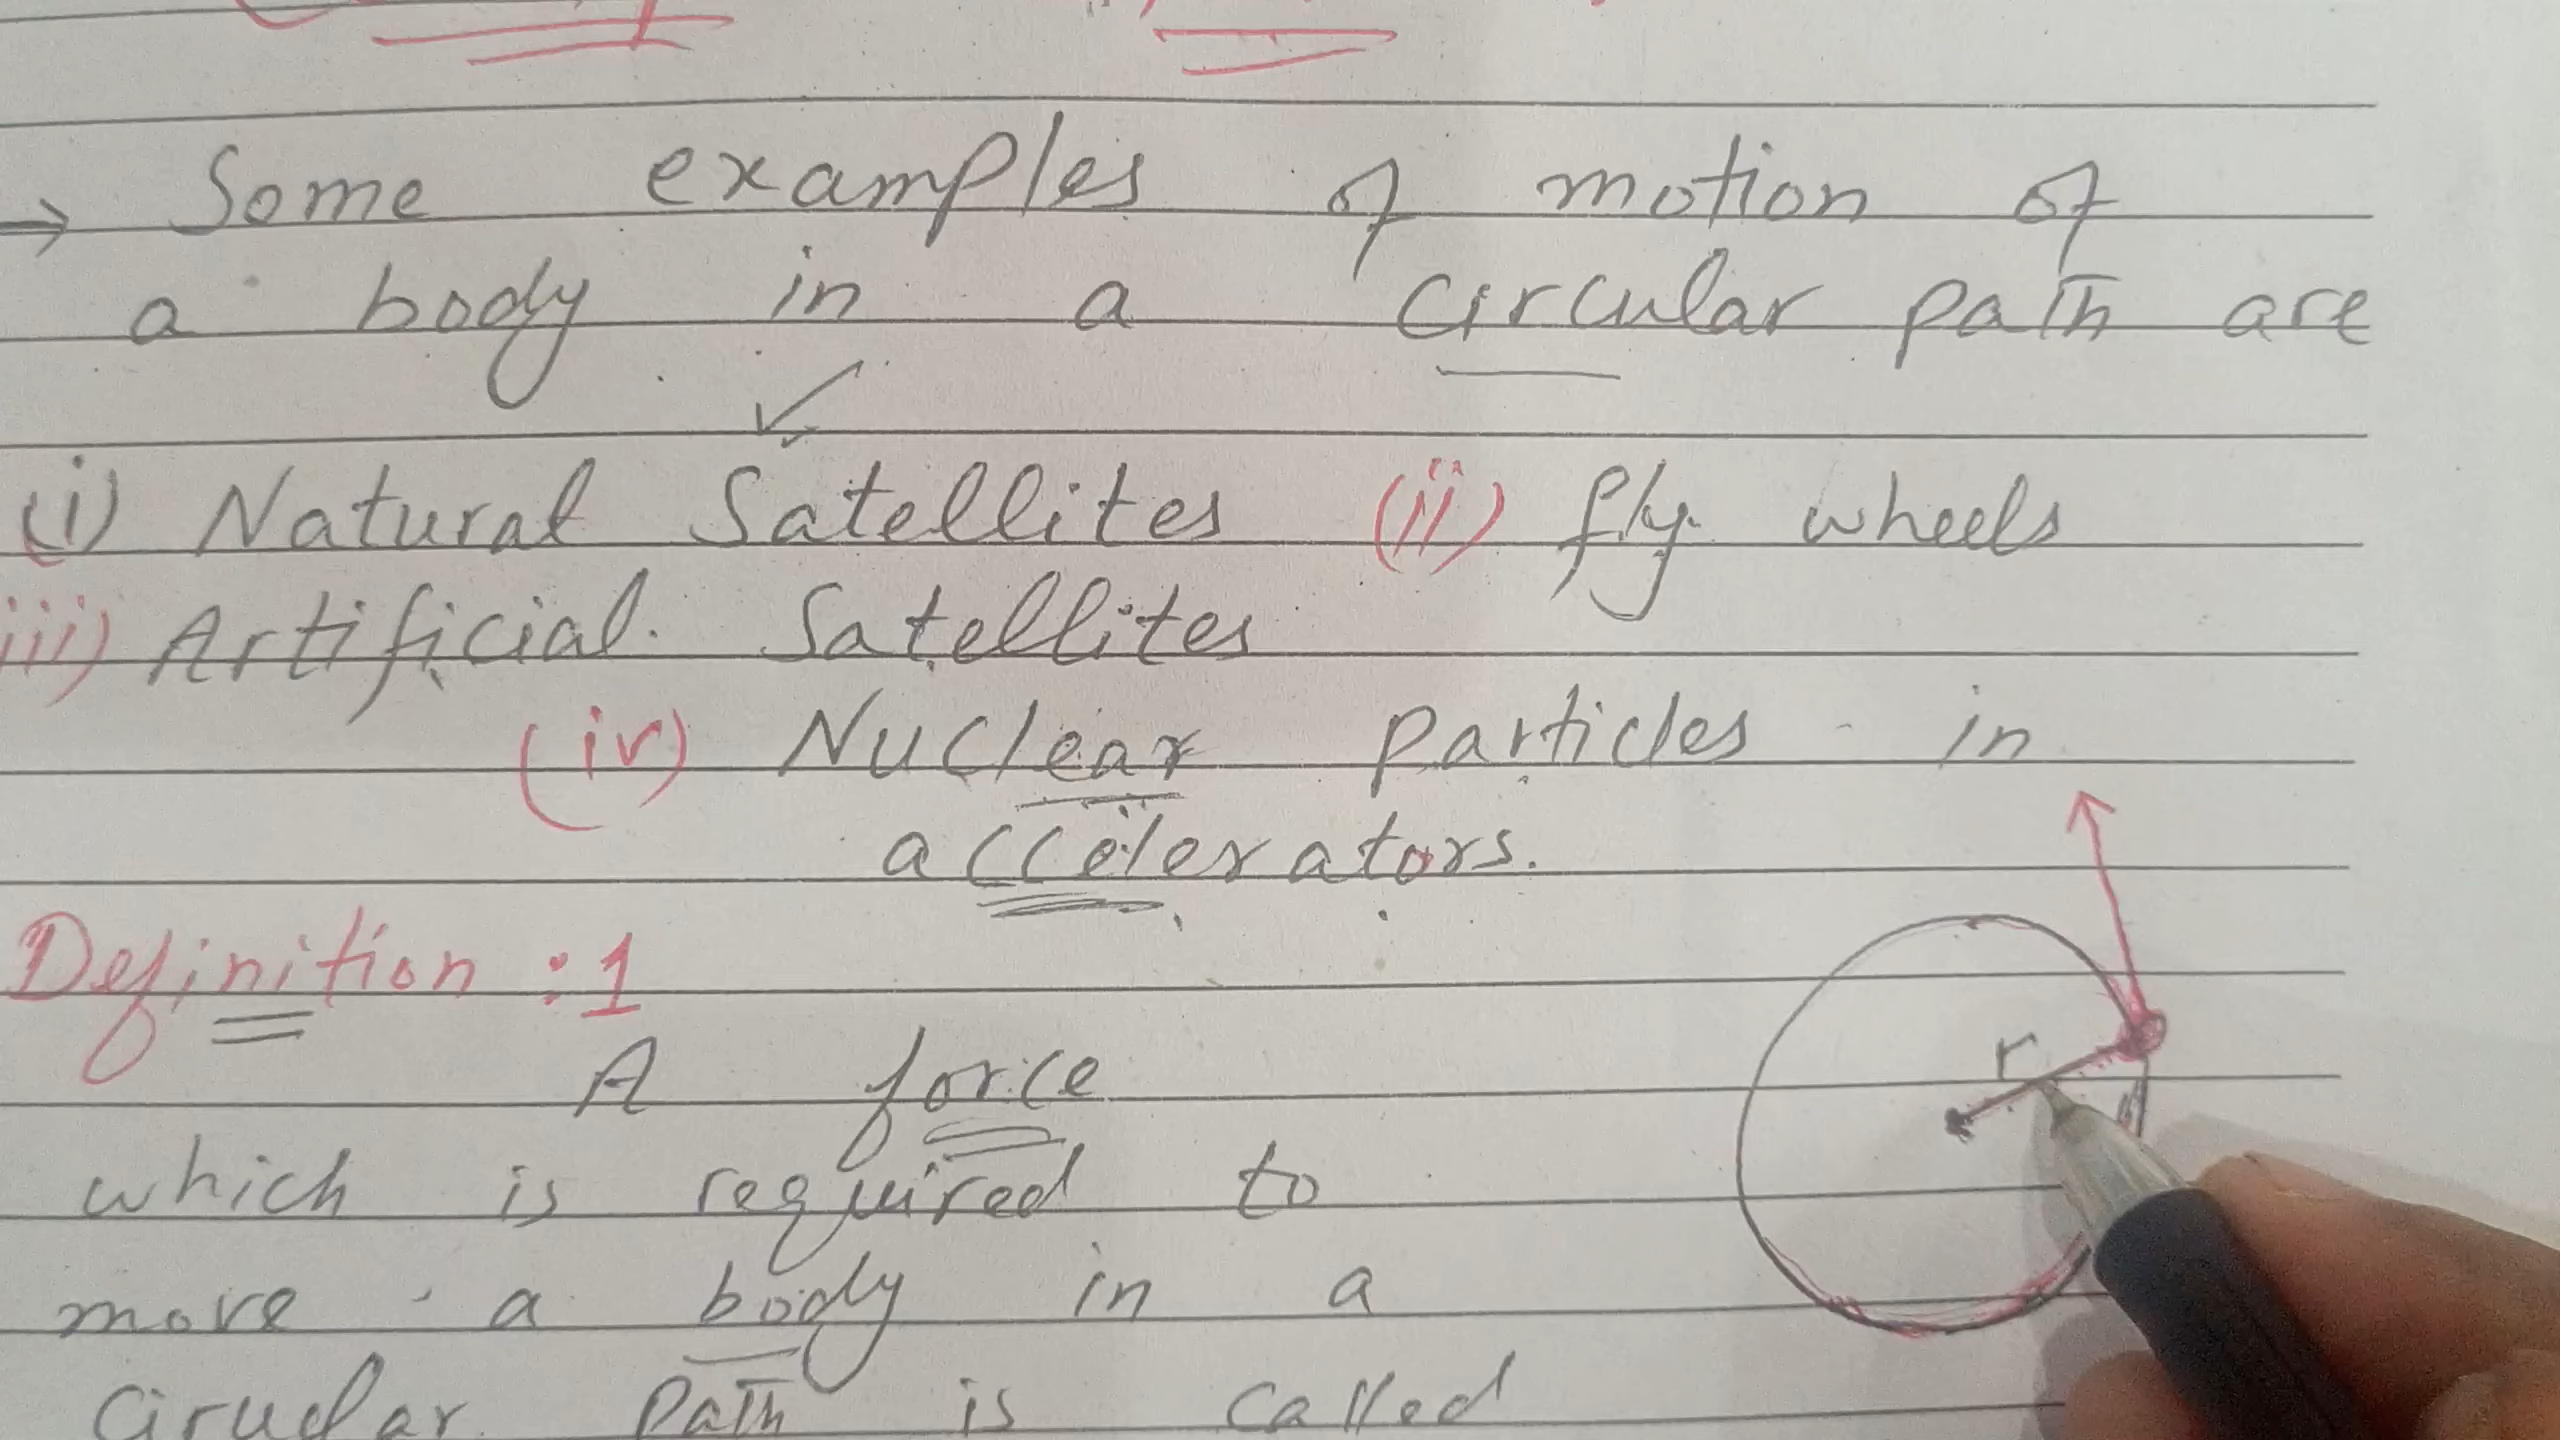 → Some examples of motion of
a body in a circular path are
(i) Natural Satellites (ii) fly wheels
iii) Artificial Satellites
(iv) Nuclear particles in
accelerators.
Definition : 1
A force
which is required to
r
move a body in a
Cirular Path is called